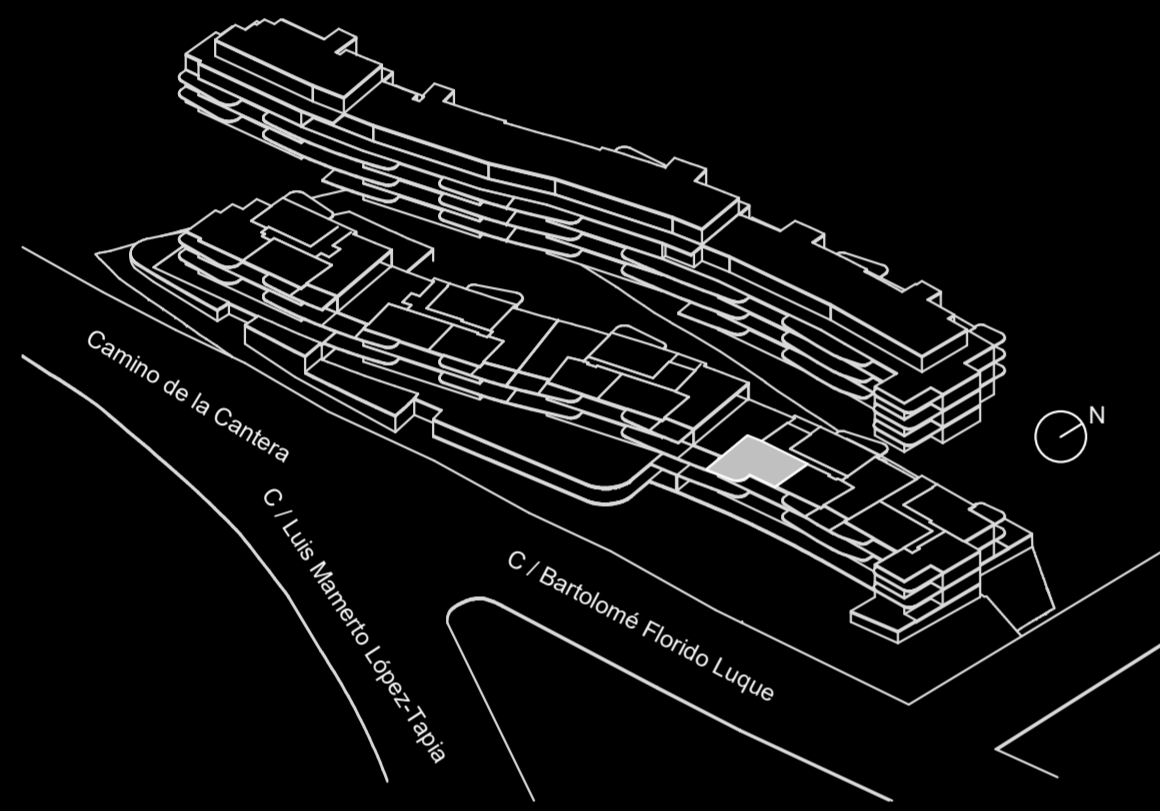 Camino de la Cantera
N
C / Luis Mamerto López-Tapia
C / Bartolomé Florido Luque